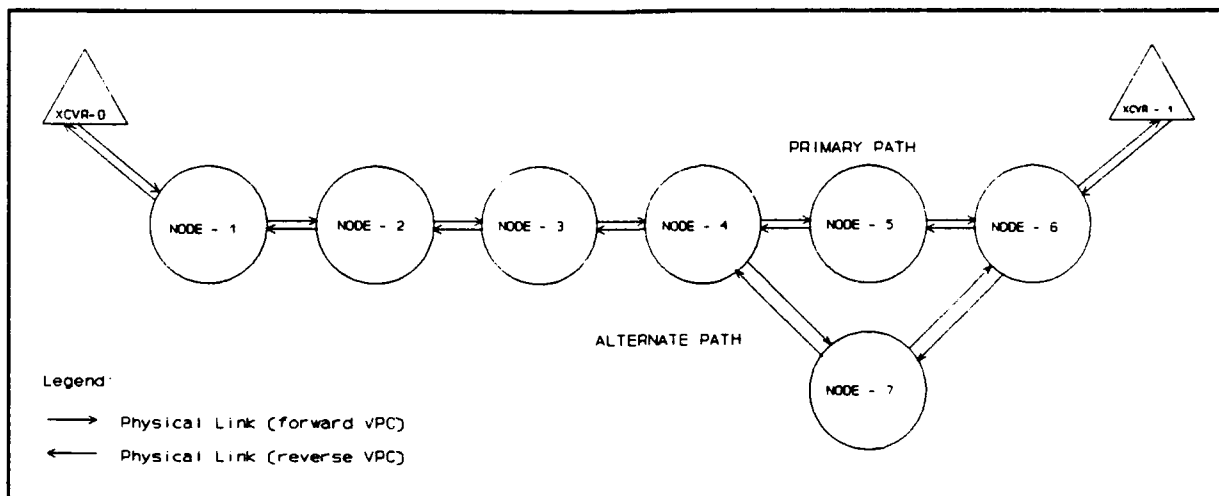 XCVR-0
XCVR - 1
PRIMARY PATH
NODE - 1
NODE - 2
NODE - 3
NODE - 4
NODE - 5
NODE - 6
ALTERNATE PATH
NODE - 7
Legend:
Physical Link (forward VPC)
Physical Link (reverse VPC)